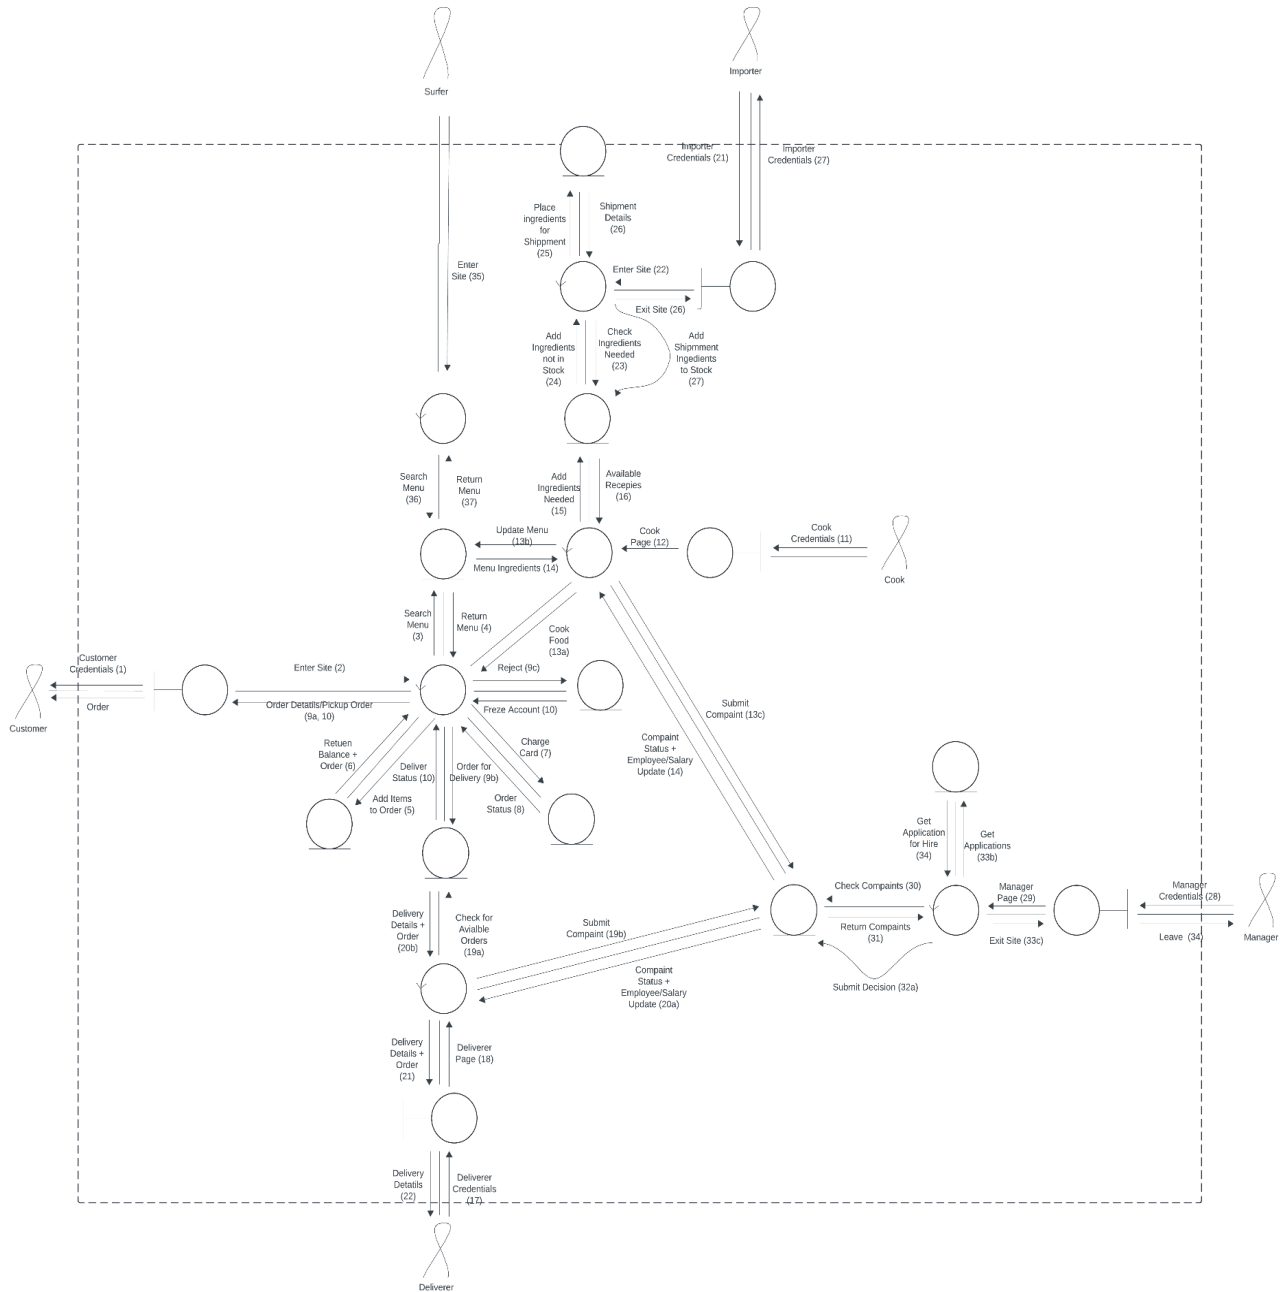 Surfer
Importer
Importer
Credentials (21)
Importer
Credentials (27)
Place
ingredients
for
Shippment
(25)
Shipment
Details
(26)
Enter
Site (35)
Enter Site (22)
Exit Site (26)
Add
Ingredients
not in
Stock
(24)
Check
Ingredients
Needed
(23)
Add
Shipmment
Ingedients
to Stock
(27)
Search
Menu
(36)
Return
Menu
(37)
Add
Ingredients
Needed
(15)
Available
Recepies
(16)
Update Menu
(13b)
Menu Ingredients (14)
Cook
Page (12)
Cook
Credentials (11)
Cook
Search
Menu
(3)
Return
Menu (4)
Cook
Food
(13a)
Customer
Credentials (1)
Order
Customer
Enter Site (2)
Order Detatils/Pickup Order
(9a, 10)
Reject (9c)
Freze Account (10)
Submit
Compaint (13c)
Compaint
Status +
Employee/Salary
Update (14)
Retuen
Balance +
Order (6)
Add Items
to Order (5)
Deliver
Status (10)
Order for
Delivery (9b)
Charge
Card (7)
Order
Status (8)
Get
Application
for Hire
(34)
Get
Applications
(33b)
Check Compaints (30)
Return Compaints
(31)
Submit Decision (32a)
Manager
Page (29)
Exit Site (33c)
Manager
Credentials (28)
Leave (34)
Manager
Delivery
Details +
Order
(20b)
Check for
Avialble
Orders
(19a)
Submit
Compaint (19b)
Compaint
Status +
Employee/Salary
Update (20a)
Delivery
Details +
Order
(21)
Deliverer
Page (18)
Delivery
Detatils
(22)
Deliverer
Credentials
(17)
Deliverer